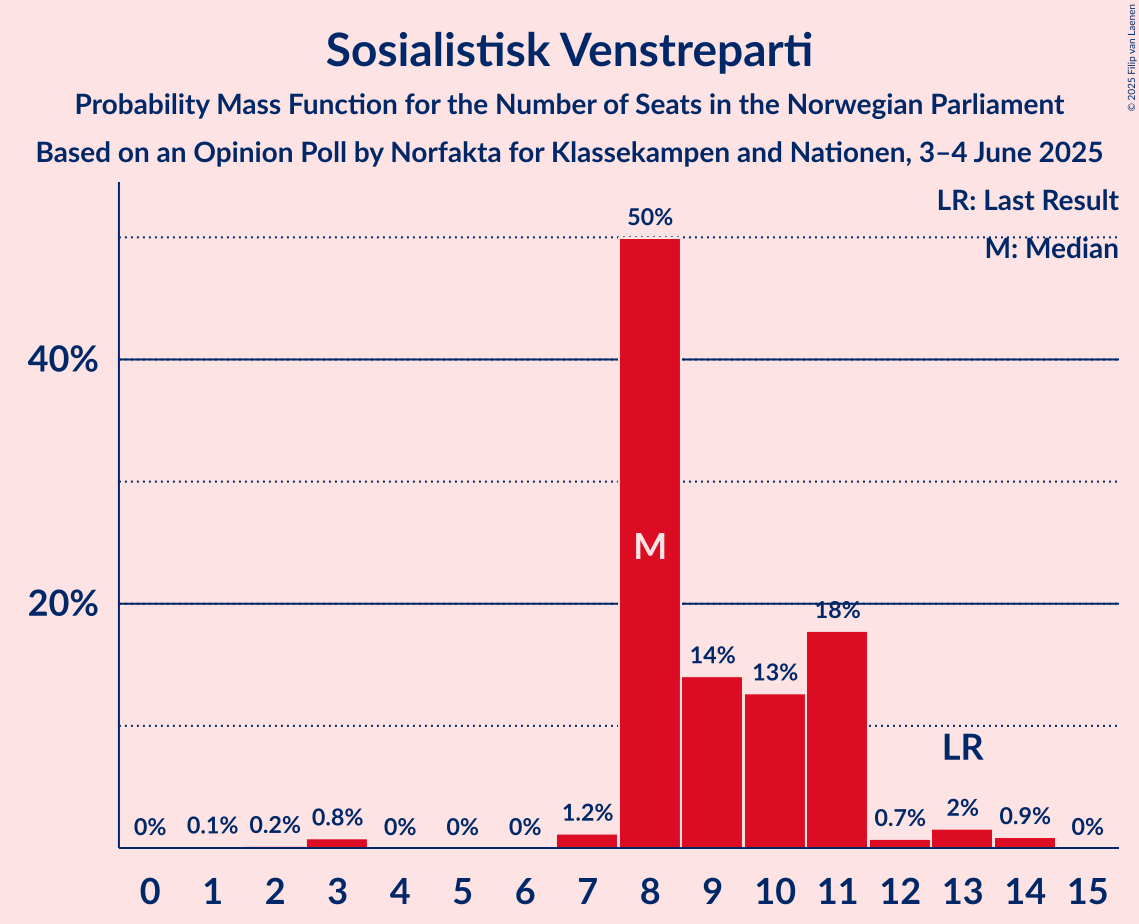 Sosialistisk Venstreparti
Probability Mass Function for the Number of Seats in the Norwegian Parliament
Based on an Opinion Poll by Norfakta for Klassekampen and Nationen, 3–4 June 2025
© 2025 Filip van Laenen
LR: Last Result
M: Median
50%
40%
M
20%
18%
14%
13%
LR
0% 0.1% 0.2% 0.8% 0% 0% 0% 1.2% 0.7% 2% 0.9% 0%
0 1 2 3 4 5 6 7 8 9 10 11 12 13 14 15